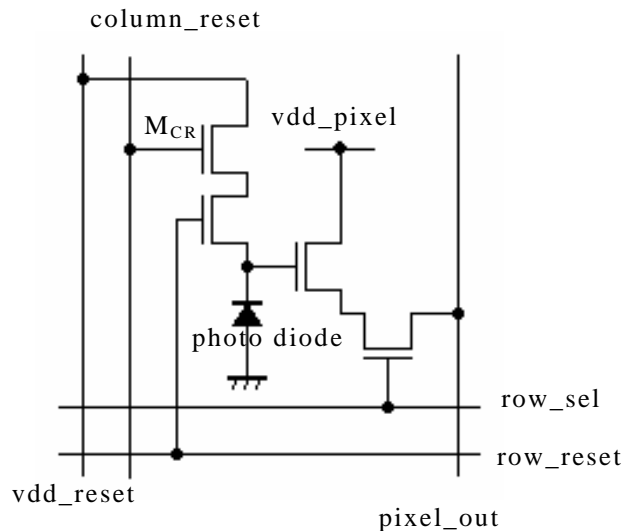 column_reset
M_CR
vdd_pixel
photo diode
row_sel
row_reset
vdd_reset
pixel_out